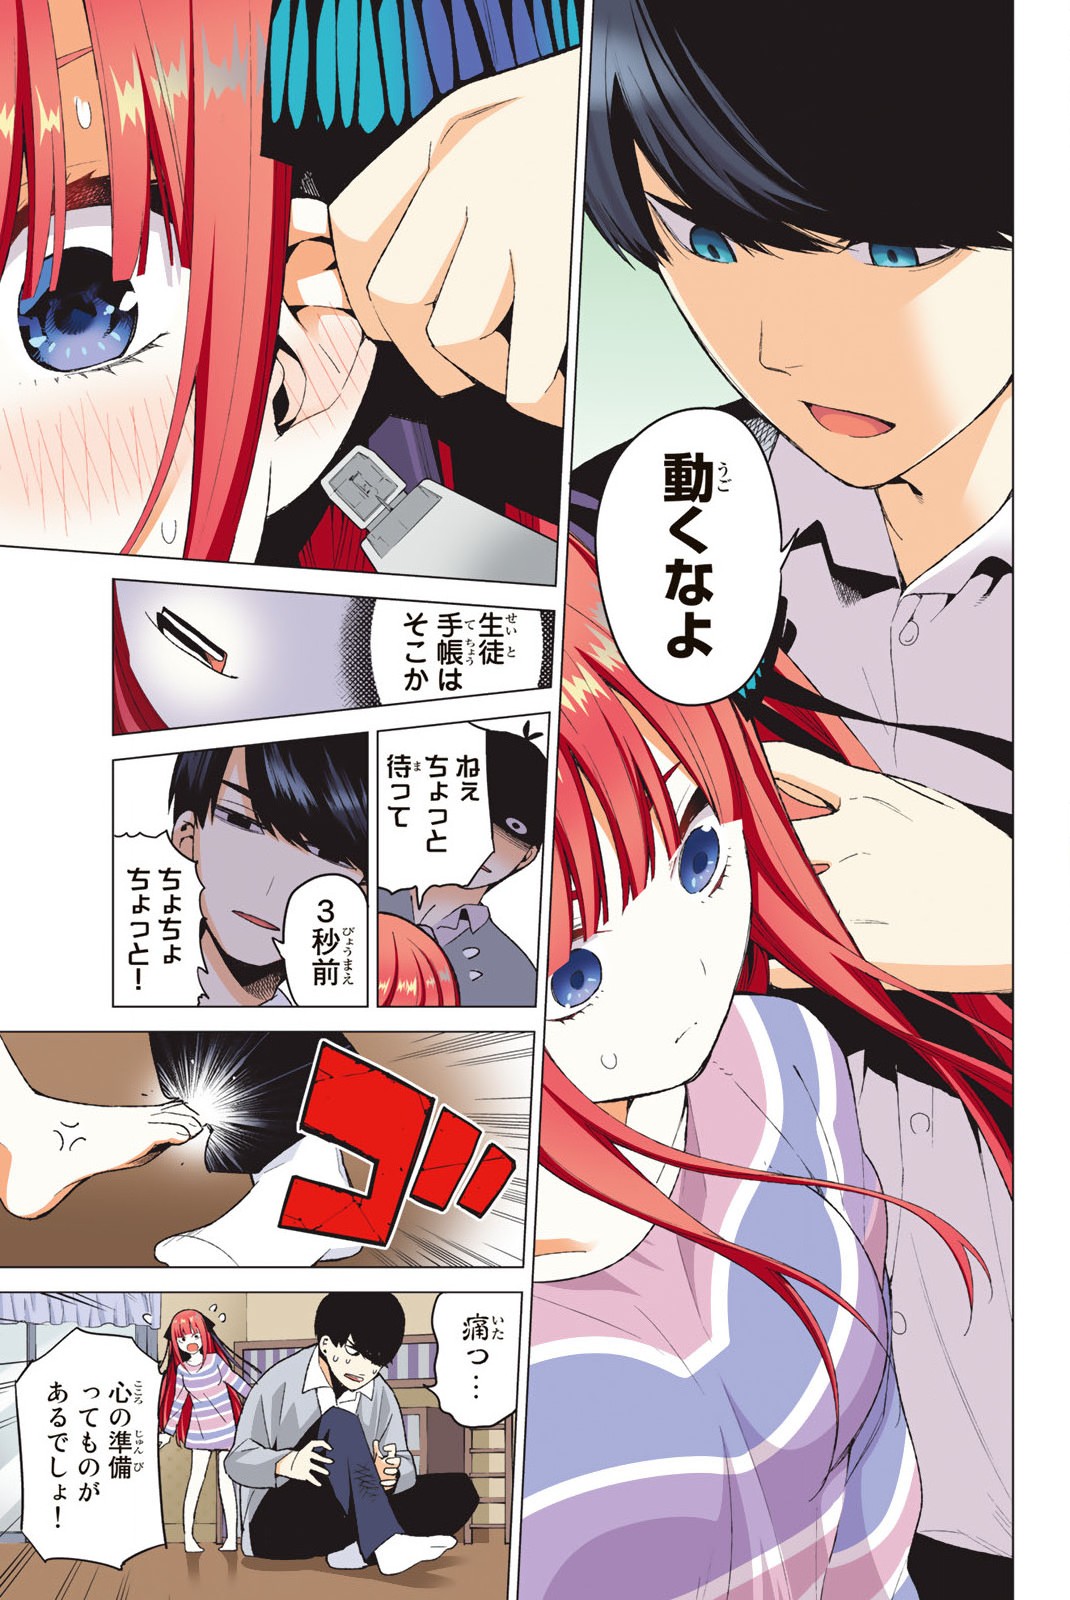 動くなよ
生徒
手帳は
そこか
ねぇ
ちょっと
待って
3秒前
ちょちょ
ちょっと！
ゴッ
痛っ…
心の準備
ってものが
あるでしょ！